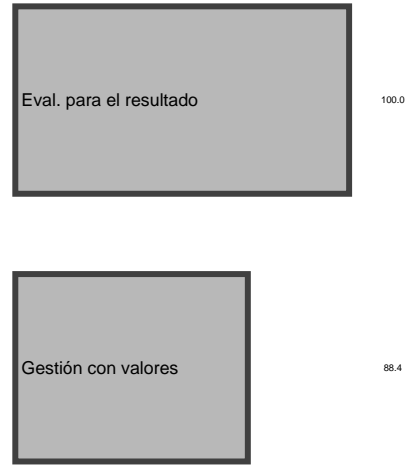 Eval. para el resultado 100.0
Gestión con valores 88.4